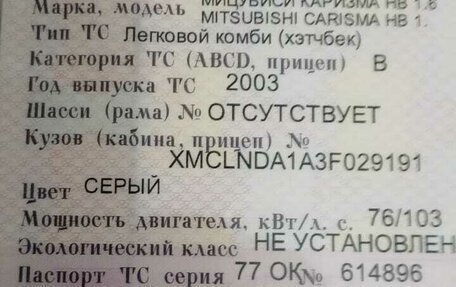 Марка, модель МИЦУБИСИ КАРИЗМА HB 1.6
MITSUBISHI CARISMA HB 1.
Тип ТС Легковой комби (хэтчбек)
Категория ТС (ABCD, прицеп) B
Год выпуска ТС 2003
Шасси (рама) № ОТСУТСТВУЕТ
Кузов (кабина, прицеп) №
XMCLNDA1A3F029191
Цвет СЕРЫЙ
Мощность двигателя, кВт/л. с. 76/103
Экологический класс НЕ УСТАНОВЛЕН
Паспорт ТС серия 77 ОК № 614896